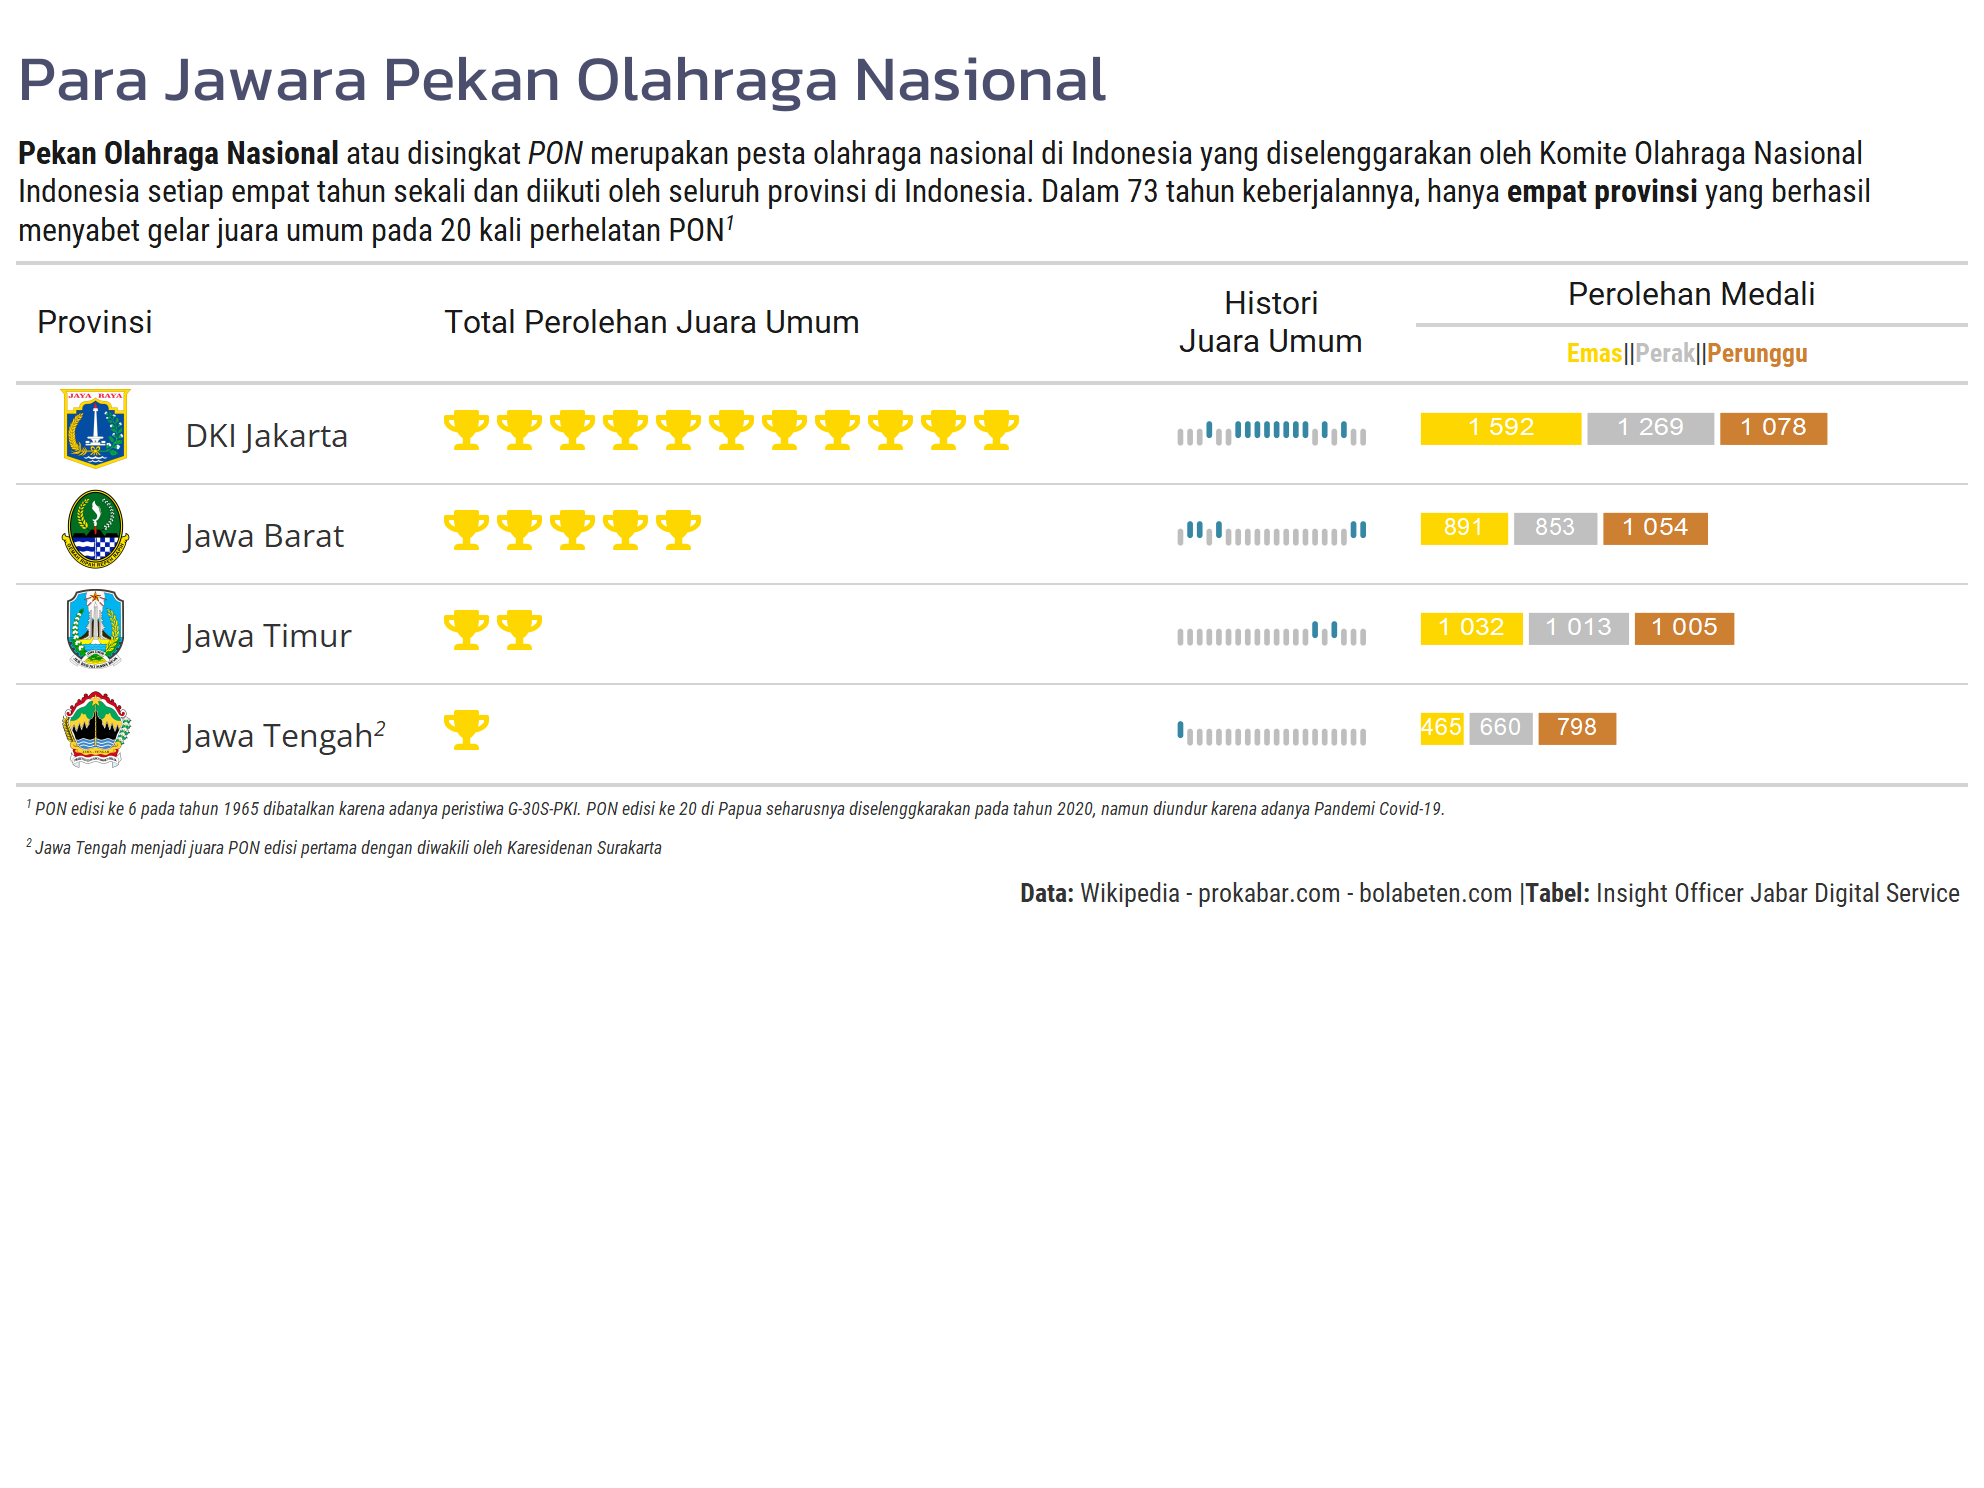 Para Jawara Pekan Olahraga Nasional
Pekan Olahraga Nasional atau disingkat PON merupakan pesta olahraga nasional di Indonesia yang diselenggarakan oleh Komite Olahraga Nasional
Indonesia setiap empat tahun sekali dan diikuti oleh seluruh provinsi di Indonesia. Dalam 73 tahun keberjalannya, hanya empat provinsi yang berhasil
menyabet gelar juara umum pada 20 kali perhelatan PON¹
Provinsi
Total Perolehan Juara Umum
Histori
Juara Umum
Perolehan Medali
Emas||Perak||Perunggu
JAYA RAYA
DKI Jakarta
1 592 1 269 1 078
Jawa Barat
891 853 1 054
Jawa Timur
1 032 1 013 1 005
Jawa Tengah²
465 660 798
¹ PON edisi ke 6 pada tahun 1965 dibatalkan karena adanya peristiwa G-30S-PKI. PON edisi ke 20 di Papua seharusnya diselenggkarakan pada tahun 2020, namun diundur karena adanya Pandemi Covid-19.
² Jawa Tengah menjadi juara PON edisi pertama dengan diwakili oleh Karesidenan Surakarta
Data: Wikipedia - prokabar.com - bolabeten.com |Tabel: Insight Officer Jabar Digital Service